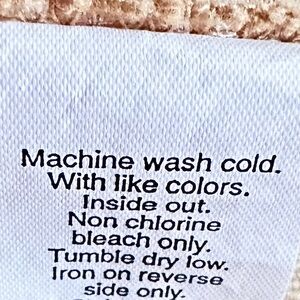 Machine wash cold.
With like colors.
Inside out.
Non chlorine
bleach only.
Tumble dry low.
Iron on reverse
side only.